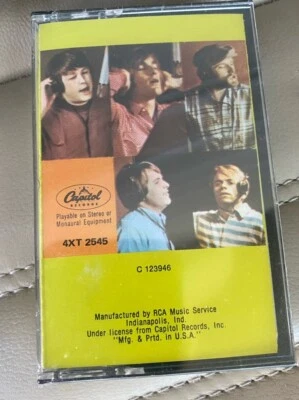 Capitol
RECORDS
Playable on Stereo or
Monaural Equipment
4XT 2545
C 123946
Manufactured by RCA Music Service
Indianapolis, Ind.
Under license from Capitol Records, Inc.
"Mfg. & Prtd. in U.S.A."